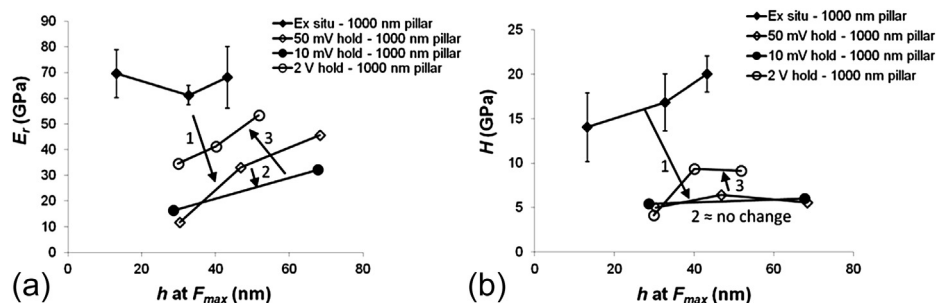 Ex situ - 1000 nm pillar
50 mV hold - 1000 nm pillar
10 mV hold - 1000 nm pillar
2 V hold - 1000 nm pillar
90
80
70
60
50
40
30
20
10
0
E_r (GPa)
1
2
3
0 20 40 60 80
h at F_max (nm)
(a)
Ex situ - 1000 nm pillar
50 mV hold - 1000 nm pillar
10 mV hold - 1000 nm pillar
2 V hold - 1000 nm pillar
25
20
15
10
5
0
H (GPa)
1
3
2 ≈ no change
0 20 40 60 80
h at F_max (nm)
(b)